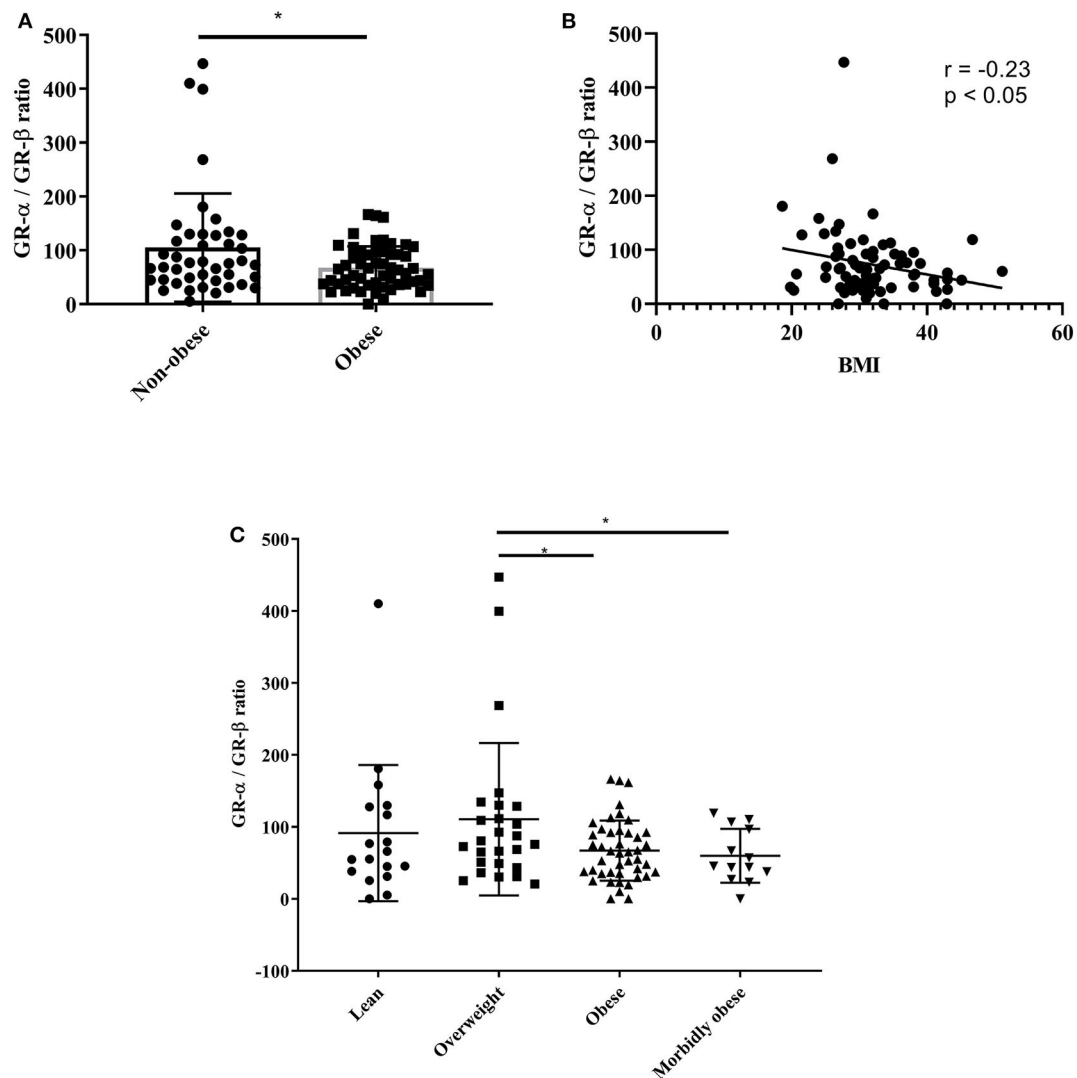 A
*
GR-α / GR-β ratio
500
400
300
200
100
0
Non-obese
Obese
B
r = -0.23
p < 0.05
GR-α / GR-β ratio
500
400
300
200
100
0
0
20
40
60
BMI
C
*
*
GR-α / GR-β ratio
500
400
300
200
100
0
-100
Lean
Overweight
Obese
Morbidly obese